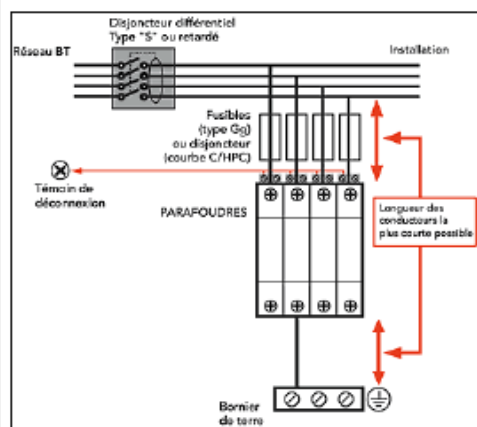 Disjoncteur différentiel
Type "S" ou retardé
Réseau BT
Installation
Fusibles
(type Gg)
ou disjoncteur
(courbe C/HPC)
Témoin de
déconnexion
PARAFOUDRES
Longueur des
conducteurs la
plus courte possible
Bornier
de terre